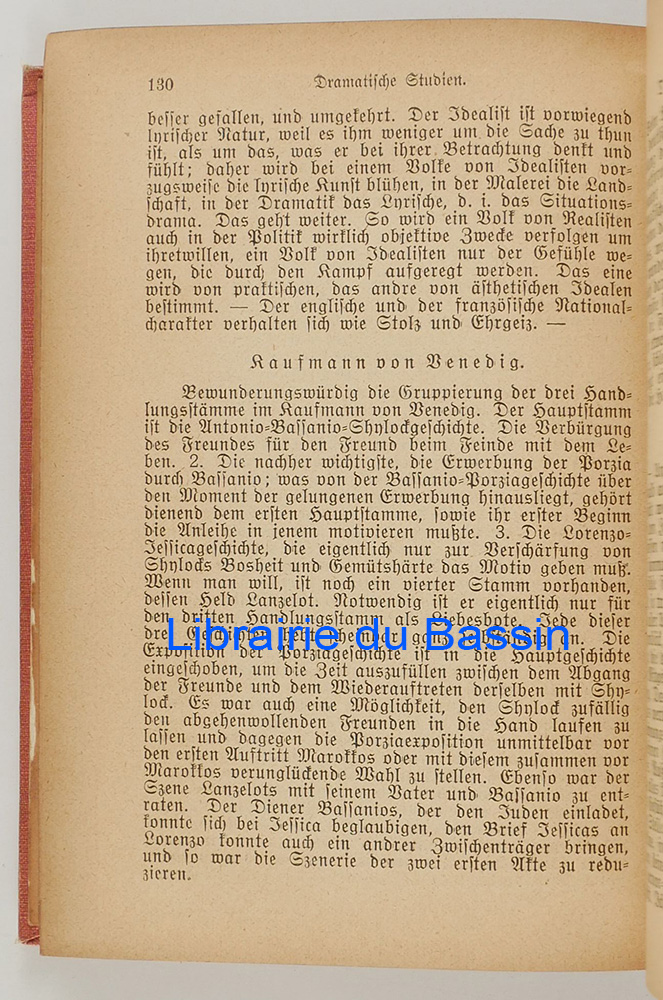 130 Dramatische Studien.
besser gefallen, und umgekehrt. Der Idealist ist vorwiegend
lyrischer Natur, weil es ihm weniger um die Sache zu thun
ist, als um das, was er bei ihrer Betrachtung denkt und
fühlt; daher wird bei einem Volke von Idealisten vor-
zugsweise die lyrische Kunst blühen, in der Malerei die Land-
schaft, in der Dramatik das Lyrische, d. i. das Situations-
drama. Das geht weiter. So wird ein Volk von Realisten
auch in der Politik wirklich objektive Zwecke verfolgen um
ihretwillen, ein Volk von Idealisten nur der Gefühle we-
gen, die durch den Kampf aufgeregt werden. Das eine
wird von praktischen, das andre von ästhetischen Idealen
bestimmt. — Der englische und der französische National-
charakter verhalten sich wie Stolz und Ehrgeiz. —
Kaufmann von Venedig.
Bewunderungswürdig die Gruppierung der drei Hand-
lungsstämme im Kaufmann von Venedig. Der Hauptstamm
ist die Antonio-Bassanio-Shylockgeschichte. Die Verbürgung
des Freundes für den Freund beim Feinde mit dem Le-
ben. 2. Die nachher wichtigste, die Erwerbung der Porzia
durch Bassanio; was von der Bassanio-Porziageschichte über
den Moment der gelungenen Erwerbung hinausliegt, gehört
dienend dem ersten Hauptstamme, sowie ihr erster Beginn
die Anleihe in jenem motivieren mußte. 3. Die Lorenzo-
Jessicageschichte, die eigentlich nur zur Verschärfung von
Shylocks Bosheit und Gemütshärte das Motiv geben muß.
Wenn man will, ist noch ein vierter Stamm vorhanden,
dessen Held Lanzelot. Notwendig ist er eigentlich nur für
den dritten Handlungsstamm als Liebesbote. Jede dieser
drei Die
Librairie du Bassin
Exposition der Porziageschichte ist in die Hauptgeschichte
eingeschoben, um die Zeit auszufüllen zwischen dem Abgang
der Freunde und dem Wiederauftreten derselben mit Shy-
lock. Es war auch eine Möglichkeit, den Shylock zufällig
den abgehenwollenden Freunden in die Hand laufen zu
lassen und dagegen die Porziaexposition unmittelbar vor
den ersten Auftritt Marokkos oder mit diesem zusammen vor
Marokkos verunglückende Wahl zu stellen. Ebenso war der
Szene Lanzelots mit seinem Vater und Bassanio zu ent-
raten. Der Diener Bassanios, der den Juden einladet,
konnte sich bei Jessica beglaubigen, den Brief Jessicas an
Lorenzo konnte auch ein andrer Zwischenträger bringen,
und so war die Szenerie der zwei ersten Akte zu redu-
zieren.